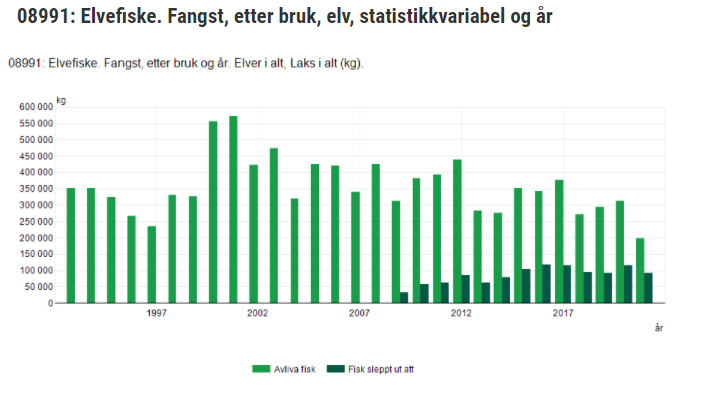 08991: Elvefiske. Fangst, etter bruk, elv, statistikkvariabel og år
08991: Elvefiske. Fangst, etter bruk og år. Elver i alt, Laks i alt (kg).
kg
600 000
550 000
500 000
450 000
400 000
350 000
300 000
250 000
200 000
150 000
100 000
50 000
0
1997 2002 2007 2012 2017
år
Avliva fisk Fisk sleppt ut att